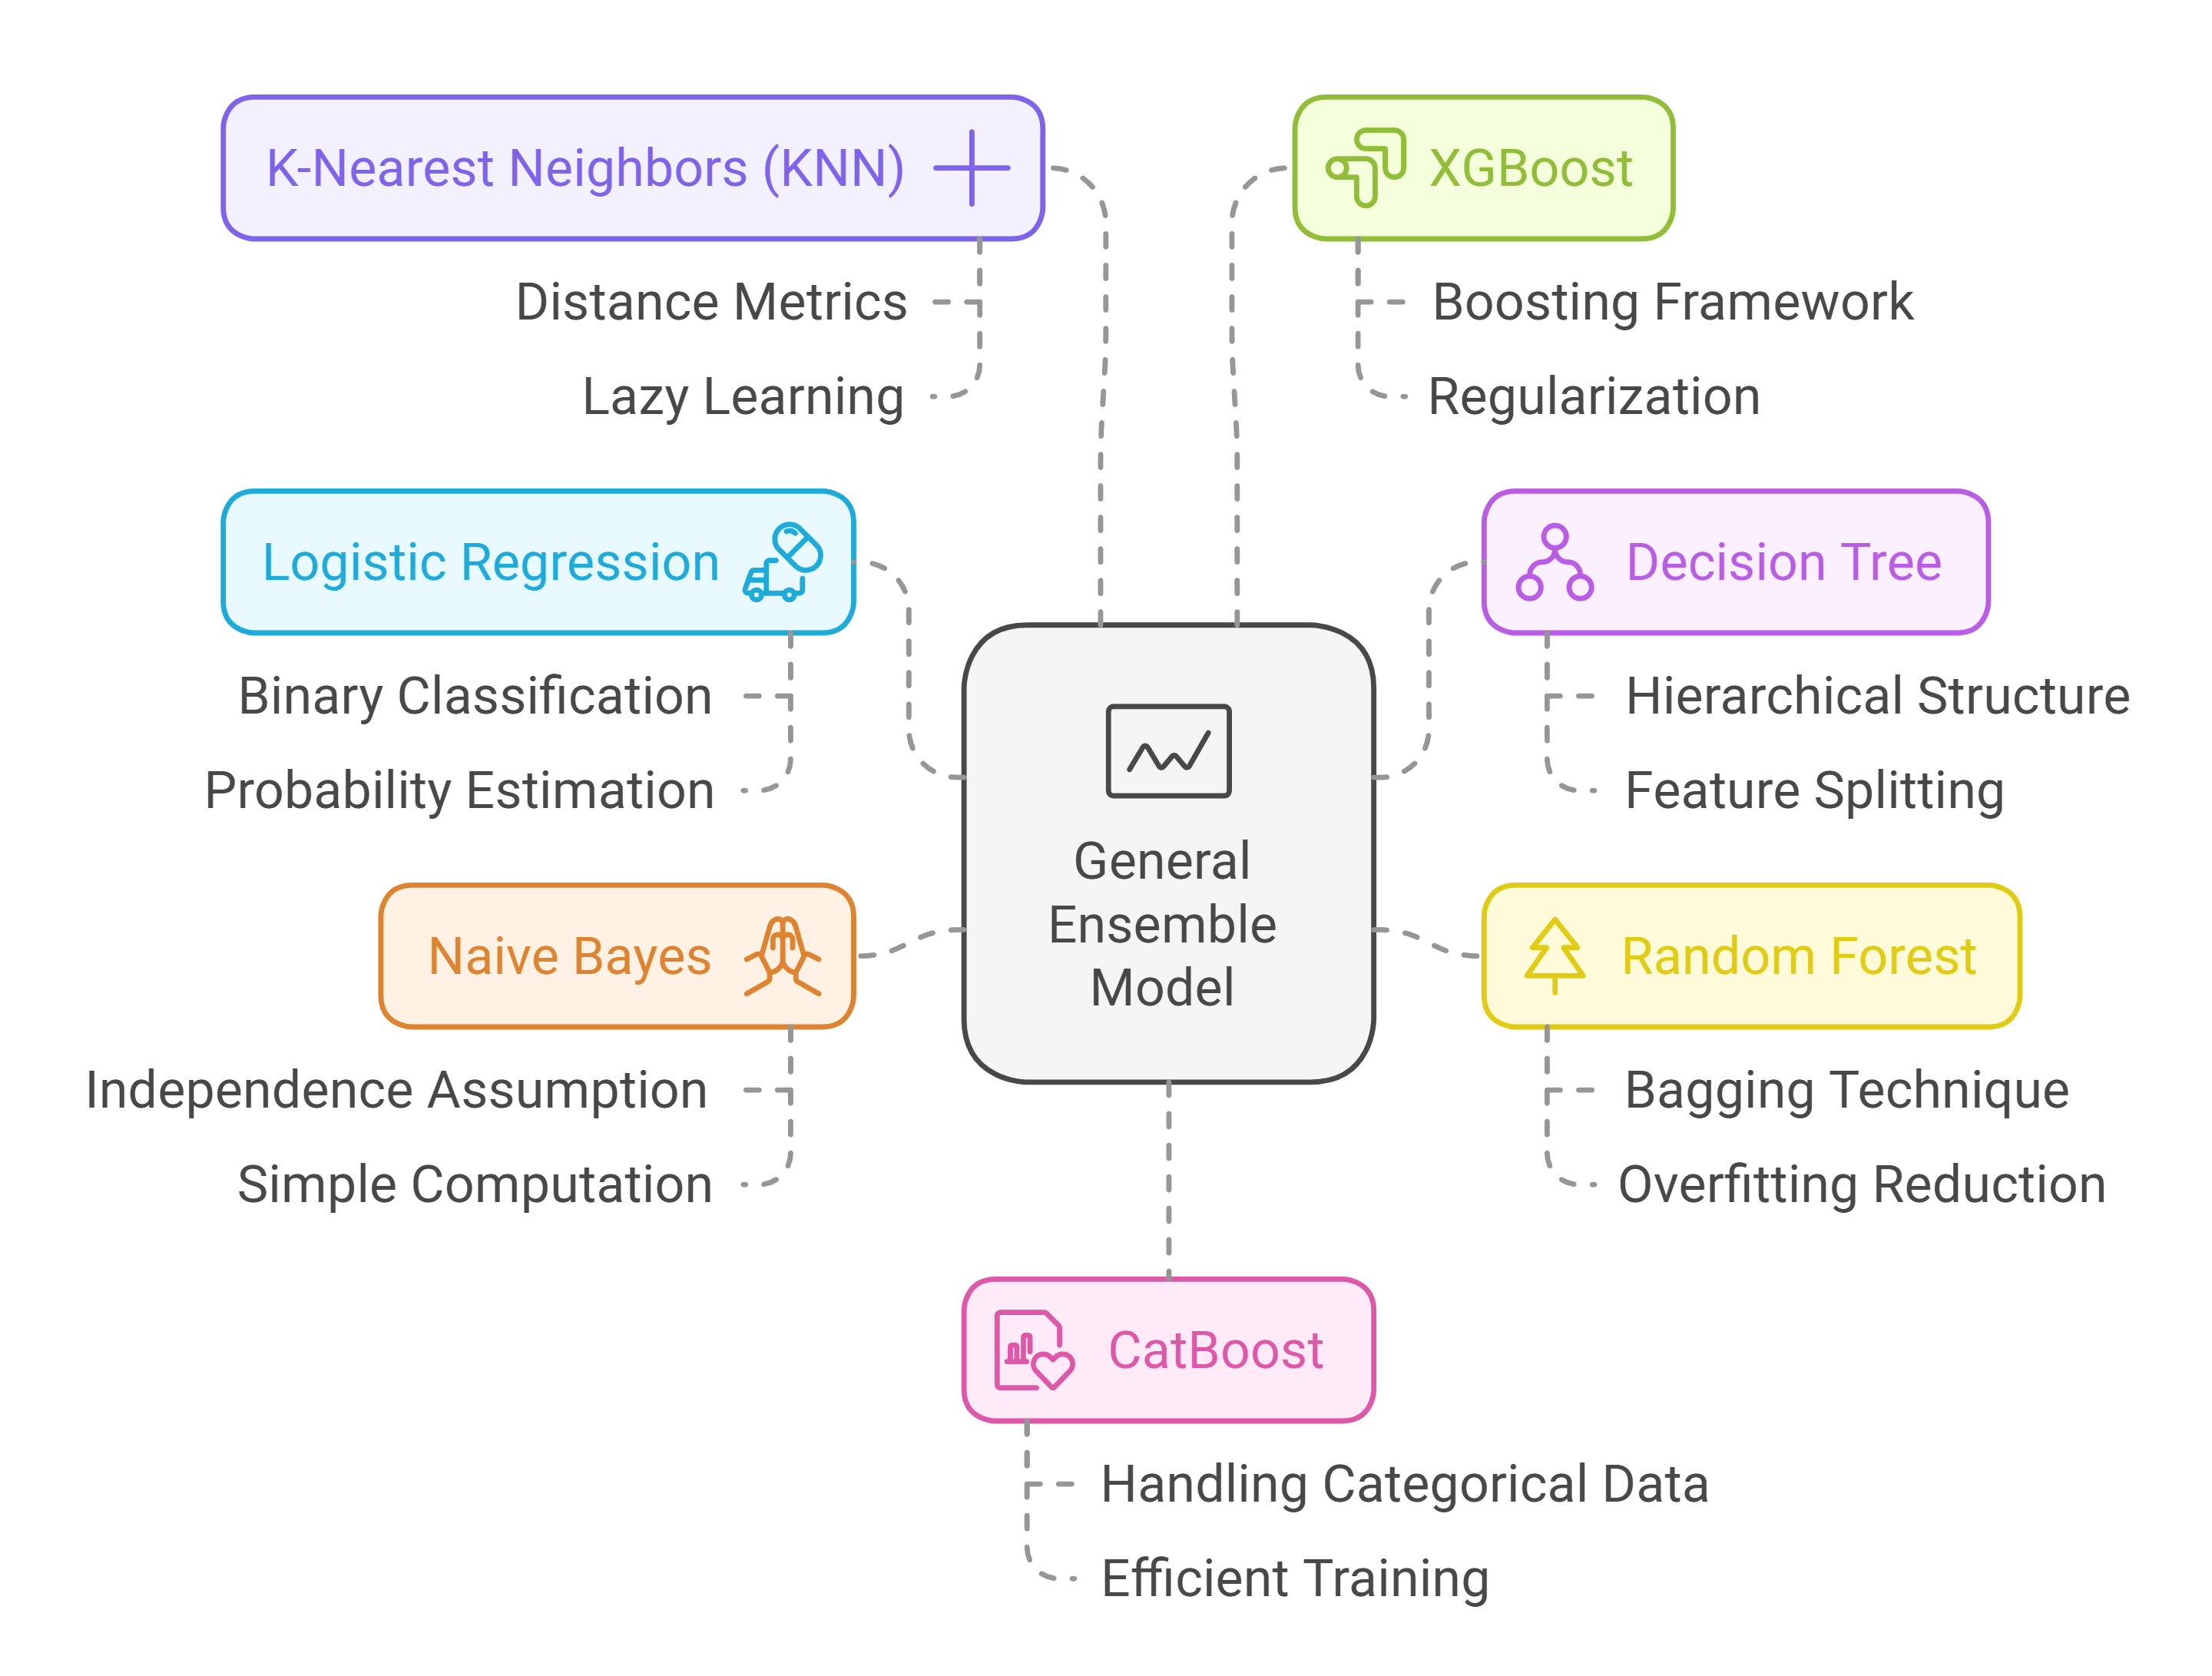 K-Nearest Neighbors (KNN)
Distance Metrics
Lazy Learning
XGBoost
Boosting Framework
Regularization
Logistic Regression
Binary Classification
Probability Estimation
Decision Tree
Hierarchical Structure
Feature Splitting
General
Ensemble
Model
Naive Bayes
Independence Assumption
Simple Computation
Random Forest
Bagging Technique
Overfitting Reduction
CatBoost
Handling Categorical Data
Efficient Training